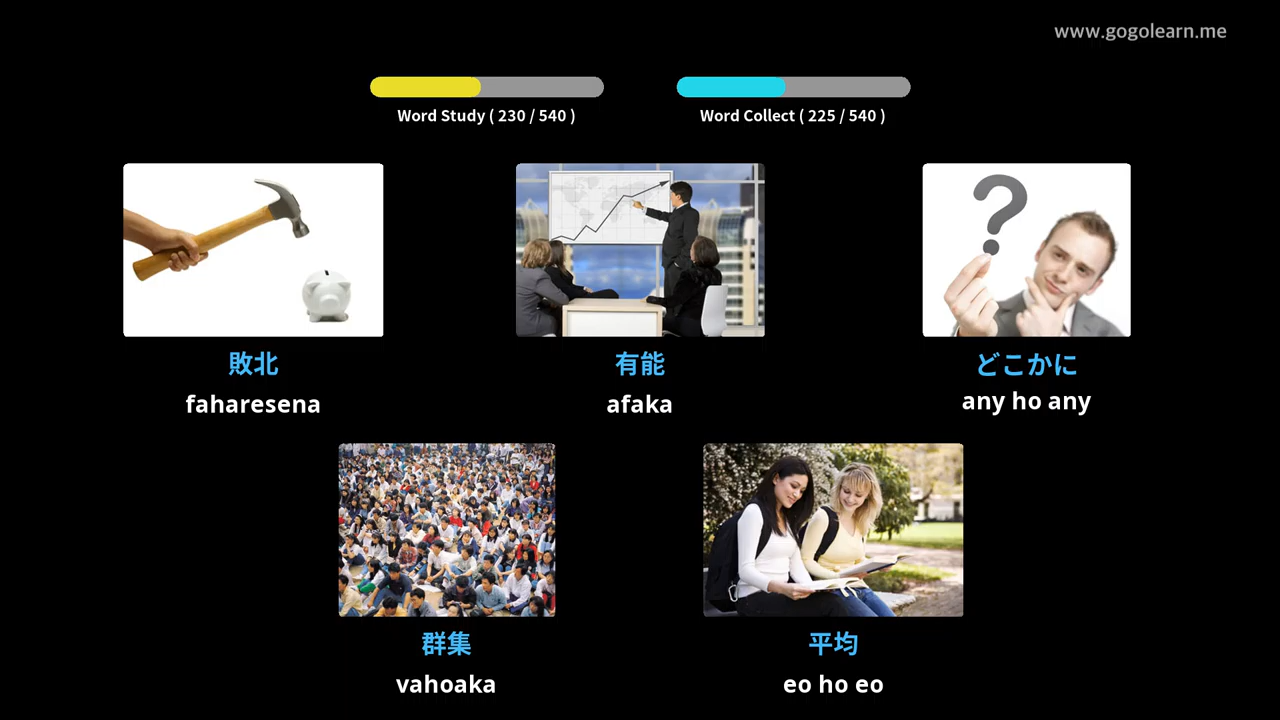 www.gogolearn.me
Word Study ( 230 / 540 )
Word Collect ( 225 / 540 )
敗北
faharesena
有能
afaka
どこかに
any ho any
群集
vahoaka
平均
eo ho eo